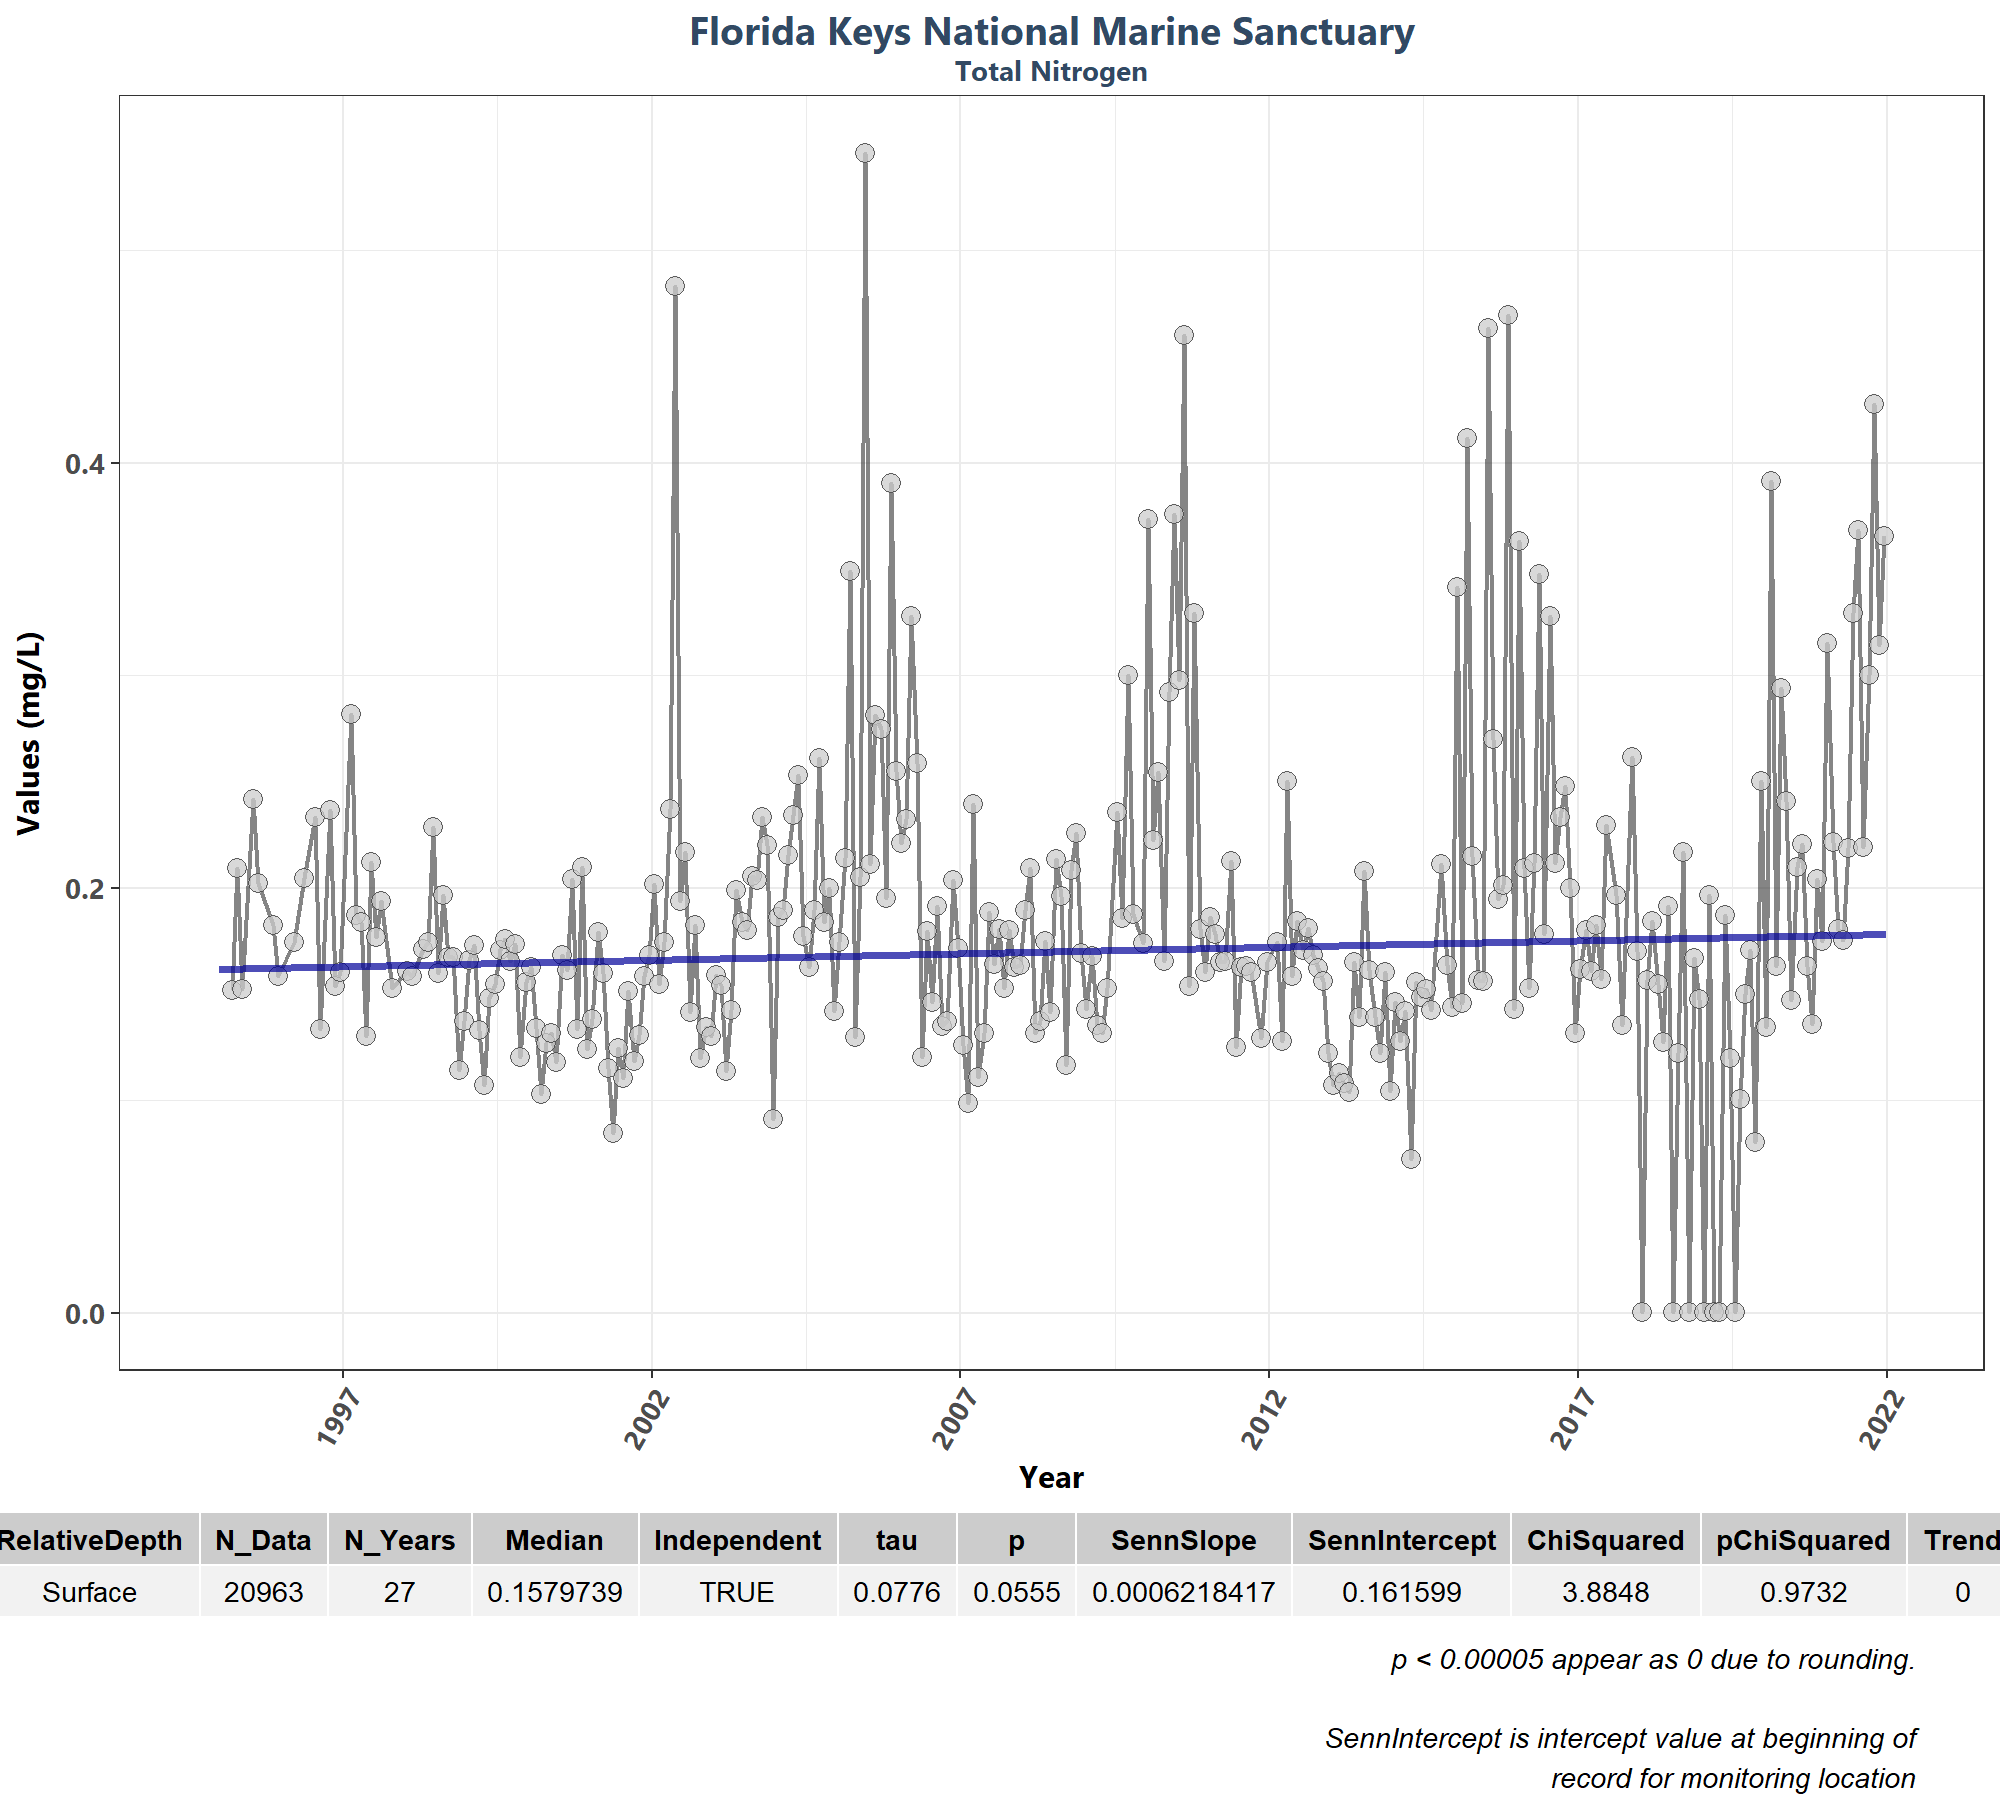 Florida Keys National Marine Sanctuary
Total Nitrogen
Values (mg/L)
0.4
0.2
0.0
1997 2002 2007 2012 2017 2022
Year
RelativeDepth N_Data N_Years Median Independent tau p SennSlope SennIntercept ChiSquared pChiSquared Trend
Surface 20963 27 0.1579739 TRUE 0.0776 0.0555 0.0006218417 0.161599 3.8848 0.9732 0
p < 0.00005 appear as 0 due to rounding.
SennIntercept is intercept value at beginning of
record for monitoring location